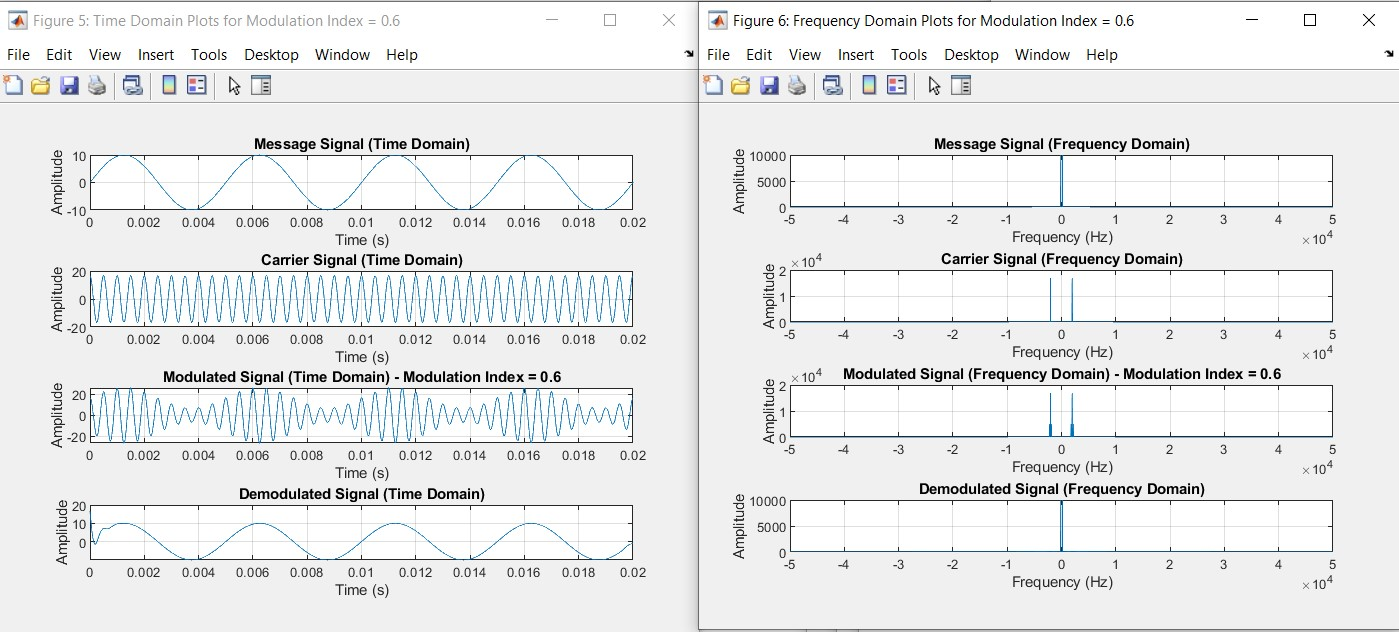 Figure 5: Time Domain Plots for Modulation Index = 0.6
File Edit View Insert Tools Desktop Window Help
Message Signal (Time Domain)
Amplitude
10
0
-10
0 0.002 0.004 0.006 0.008 0.01 0.012 0.014 0.016 0.018 0.02
Time (s)
Carrier Signal (Time Domain)
Amplitude
20
0
-20
0 0.002 0.004 0.006 0.008 0.01 0.012 0.014 0.016 0.018 0.02
Time (s)
Modulated Signal (Time Domain) - Modulation Index = 0.6
Amplitude
20
0
-20
0 0.002 0.004 0.006 0.008 0.01 0.012 0.014 0.016 0.018 0.02
Time (s)
Demodulated Signal (Time Domain)
Amplitude
20
10
0
0 0.002 0.004 0.006 0.008 0.01 0.012 0.014 0.016 0.018 0.02
Time (s)
Figure 6: Frequency Domain Plots for Modulation Index = 0.6
File Edit View Insert Tools Desktop Window Help
Message Signal (Frequency Domain)
Amplitude
10000
5000
0
-5 -4 -3 -2 -1 0 1 2 3 4 5
Frequency (Hz)
×10⁴
Carrier Signal (Frequency Domain)
×10⁴
Amplitude
2
1
0
-5 -4 -3 -2 -1 0 1 2 3 4 5
Frequency (Hz)
×10⁴
Modulated Signal (Frequency Domain) - Modulation Index = 0.6
×10⁴
Amplitude
2
1
0
-5 -4 -3 -2 -1 0 1 2 3 4 5
Frequency (Hz)
×10⁴
Demodulated Signal (Frequency Domain)
Amplitude
10000
5000
0
-5 -4 -3 -2 -1 0 1 2 3 4 5
Frequency (Hz)
×10⁴